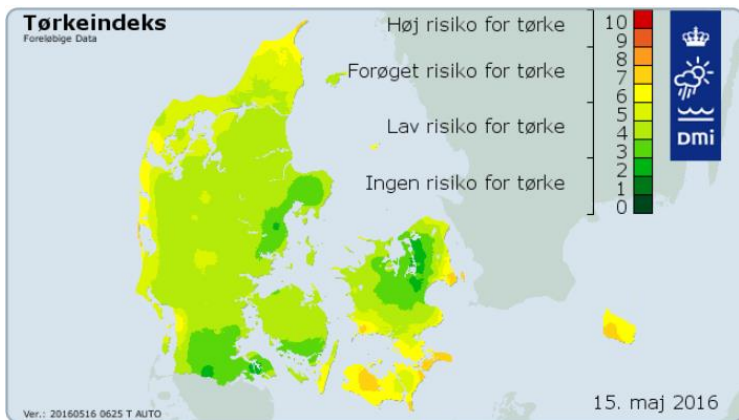 Tørkeindeks
Foreløbige Data
Høj risiko for tørke
Forøget risiko for tørke
Lav risiko for tørke
Ingen risiko for tørke
10
9
8
7
6
5
4
3
2
1
0
DMi
15. maj 2016
Ver.: 20160516 0625 T AUTO